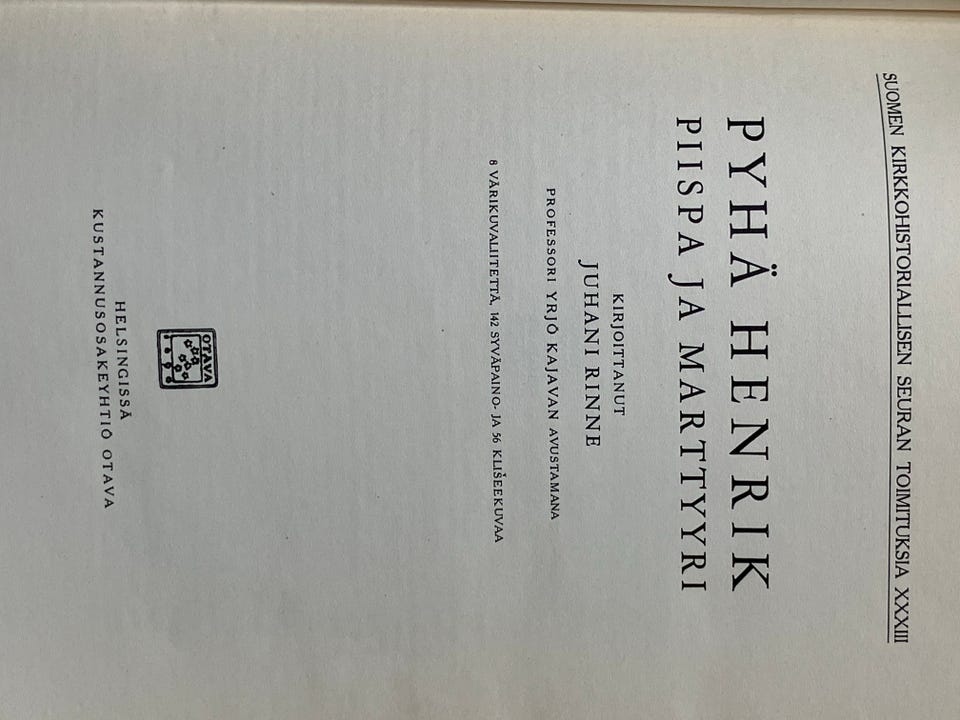 SUOMEN KIRKKOHISTORIALLISEN SEURAN TOIMITUKSIA XXXIII
PYHÄ HENRIK
PIISPA JA MARTTYYRI
KIRJOITTANUT
JUHANI RINNE
PROFESSORI YRJÖ KAJAVAN AVUSTAMANA
8 VÄRIKUVALIITETTÄ, 142 SYVÄPAINO- JA 56 KLIŠEEKUVAA
OTAVA
HELSINGISSÄ
KUSTANNUSOSAKEYHTIÖ OTAVA